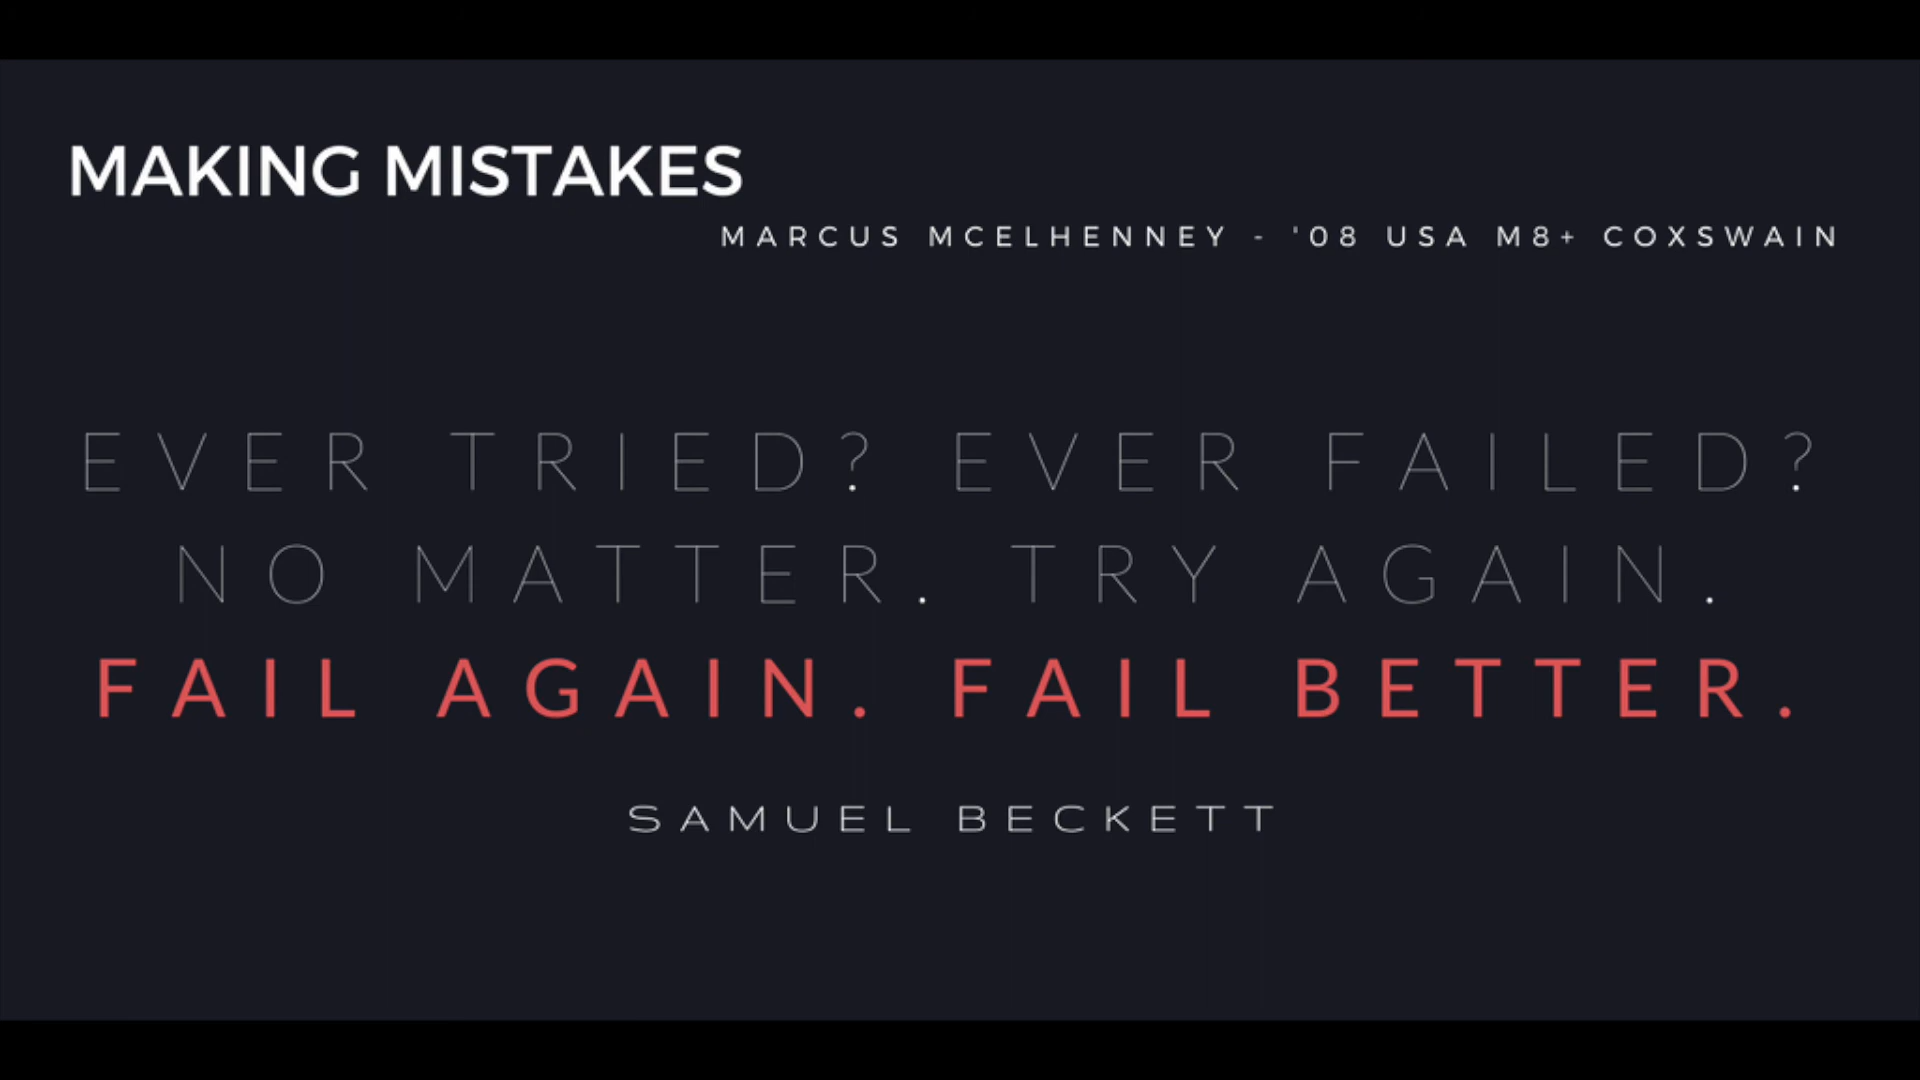 MAKING MISTAKES
MARCUS MCELHENNEY - '08 USA M8+ COXSWAIN
EVER TRIED? EVER FAILED?
NO MATTER. TRY AGAIN.
FAIL AGAIN. FAIL BETTER.
SAMUEL BECKETT